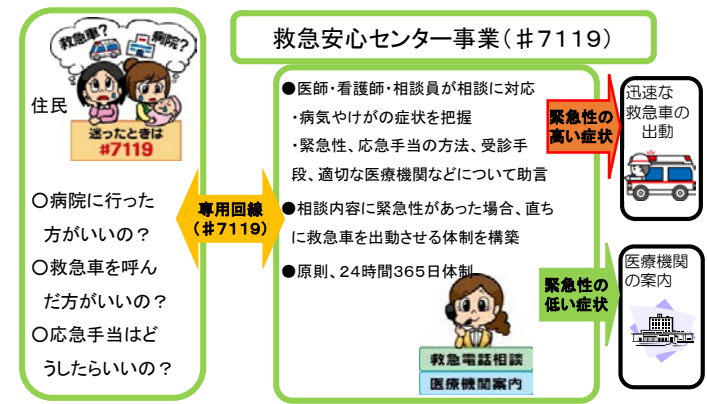 救急安心センター事業（♯７１１９）
救急車？
病院？
住民
迷ったときは
#7119
○病院に行った
方がいいの？
○救急車を呼ん
だ方がいいの？
○応急手当はど
うしたらいいの？
専用回線
（♯７１１９）
●医師・看護師・相談員が相談に対応
・病気やけがの症状を把握
・緊急性、応急手当の方法、受診手
段、適切な医療機関などについて助言
●相談内容に緊急性があった場合、直ち
に救急車を出動させる体制を構築
●原則、２４時間３６５日体制
救急電話相談
医療機関案内
緊急性の
高い症状
迅速な
救急車の
出動
緊急性の
低い症状
医療機関
の案内